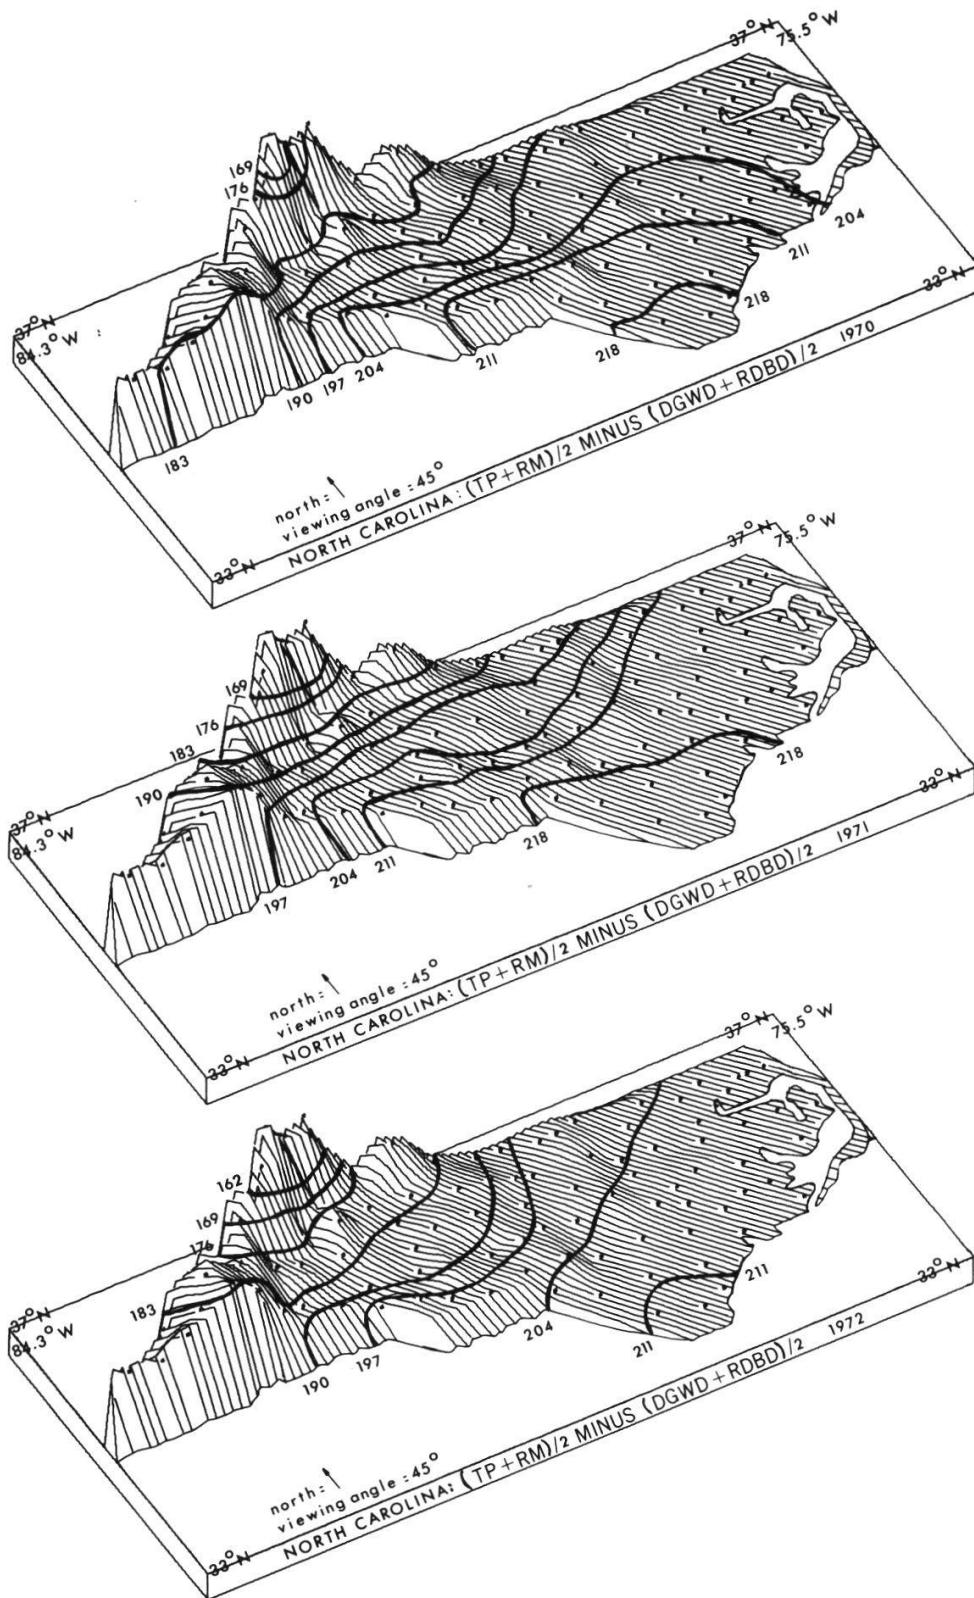 37° N 75.5° W
169
176
204
211
37° N
84.3° W
218
33° N
211
218
190 197 204
183
north=
viewing angle = 45°
33° N
NORTH CAROLINA: (TP+RM)/2 MINUS (DGWD+RDBD)/2 1970
37° N 75.5° W
169
176
183
190
218
37° N
84.3° W
33° N
218
204 211
197
north=
viewing angle = 45°
33° N
NORTH CAROLINA: (TP+RM)/2 MINUS (DGWD+RDBD)/2 1971
37° N 75.5° W
162
169
176
183
211
37° N
84.3° W
33° N
204
211
197
190
north=
viewing angle = 45°
33° N
NORTH CAROLINA: (TP+RM)/2 MINUS (DGWD+RDBD)/2 1972